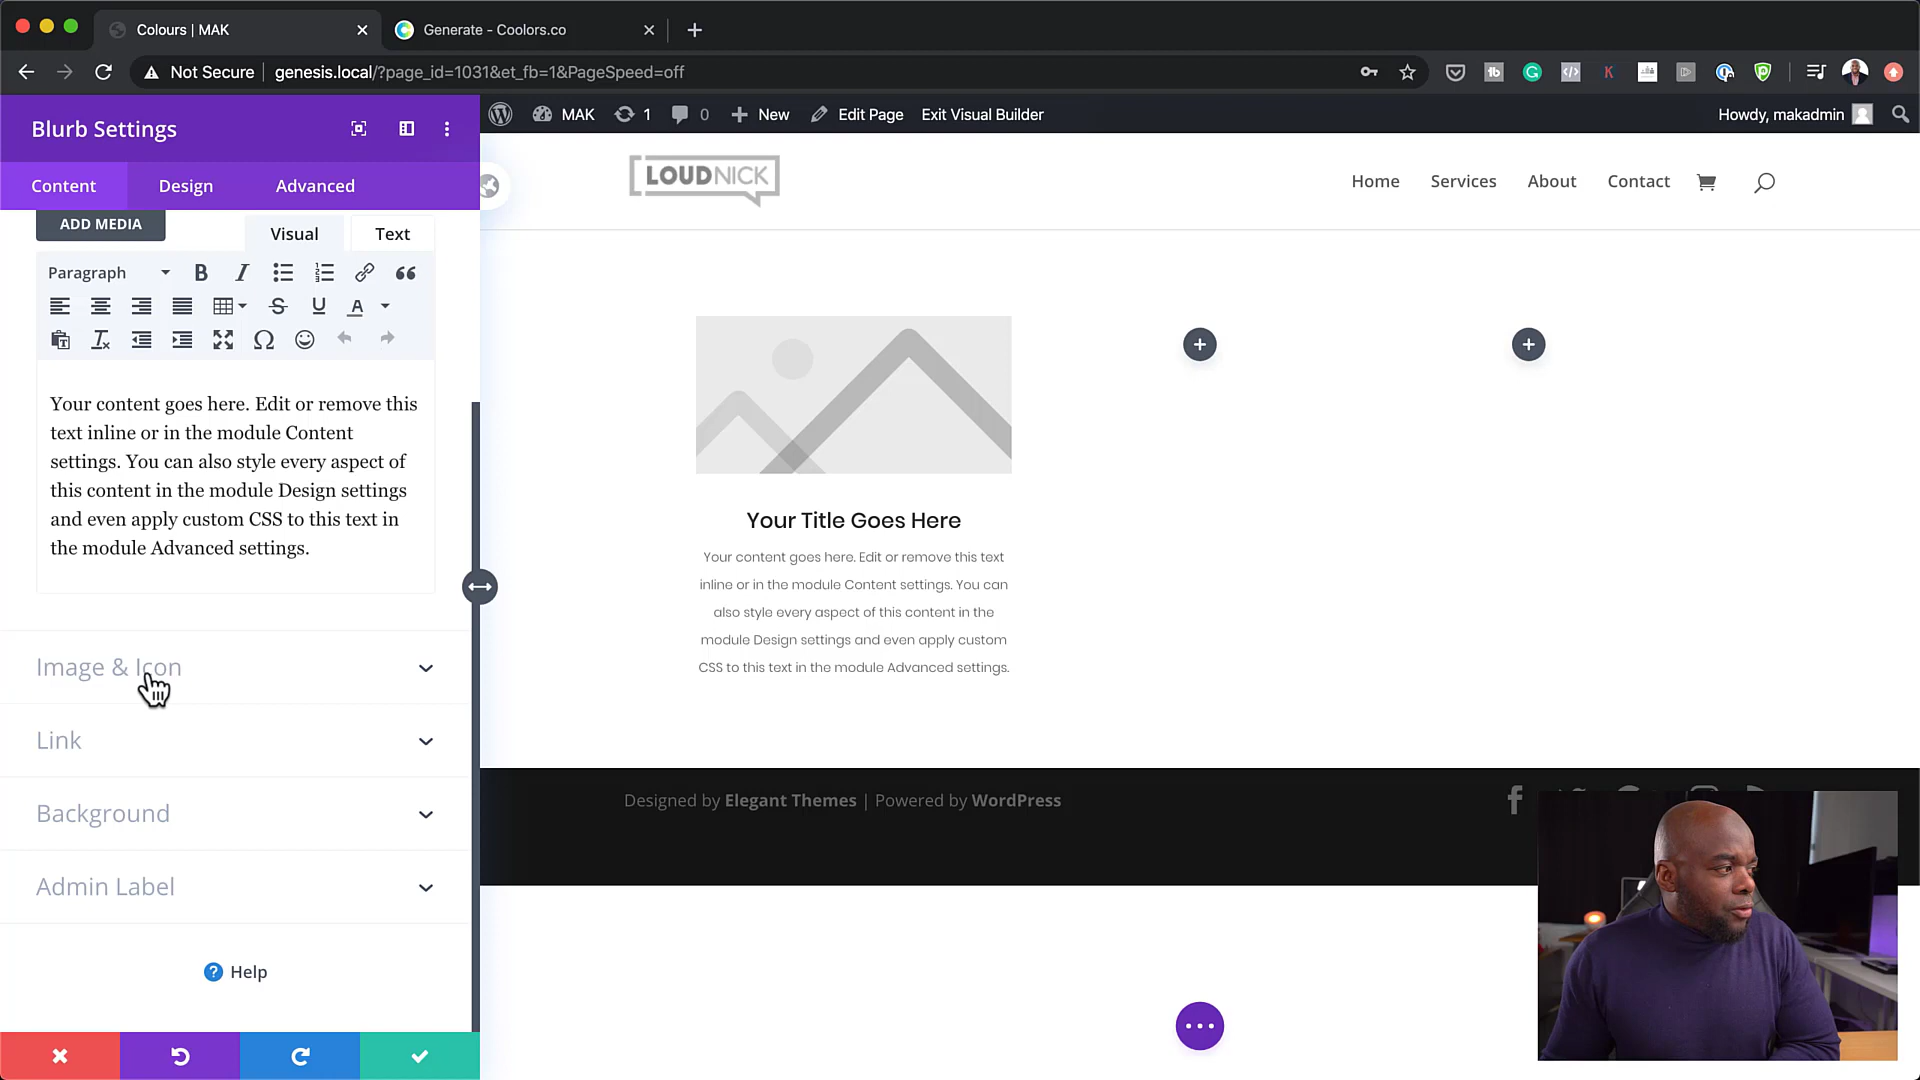 Colours | MAK
Generate - Coolors.co
Not Secure
genesis.local/?page_id=1031&et_fb=1&PageSpeed=off
Blurb Settings
MAK
1
0
New
Edit Page
Exit Visual Builder
Howdy, makadmin
Content
Design
Advanced
LOUDNICK
Home
Services
About
Contact
ADD MEDIA
Visual
Text
Paragraph
Your content goes here. Edit or remove this
text inline or in the module Content
settings. You can also style every aspect of
this content in the module Design settings
and even apply custom CSS to this text in
the module Advanced settings.
Your Title Goes Here
Your content goes here. Edit or remove this text
inline or in the module Content settings. You can
also style every aspect of this content in the
module Design settings and even apply custom
CSS to this text in the module Advanced settings.
Image & Icon
Link
Background
Admin Label
Help
Designed by Elegant Themes | Powered by WordPress